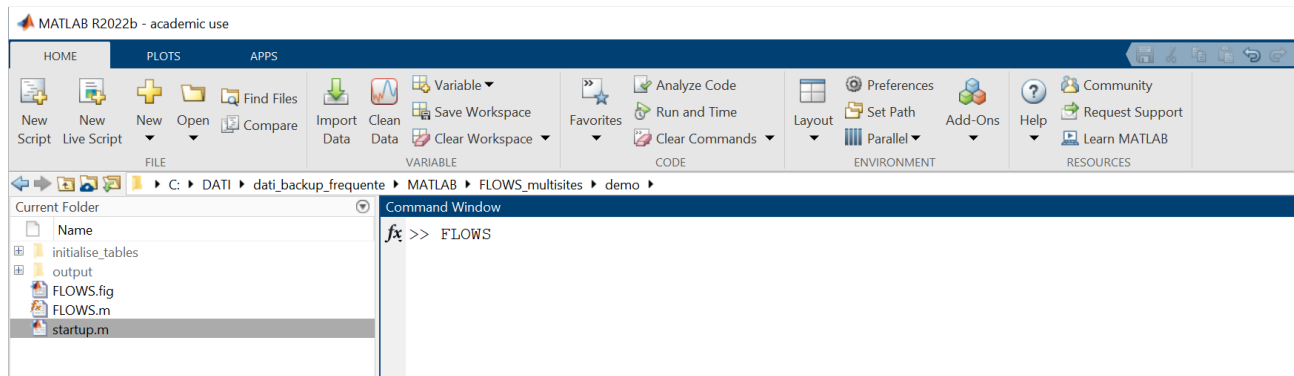 MATLAB R2022b - academic use
HOME PLOTS APPS
New Script
New Live Script
New
Open
Find Files
Compare
FILE
Import Data
Clean Data
Variable
Save Workspace
Clear Workspace
VARIABLE
Favorites
Analyze Code
Run and Time
Clear Commands
CODE
Layout
Preferences
Set Path
Parallel
Add-Ons
ENVIRONMENT
? Help
Community
Request Support
Learn MATLAB
RESOURCES
C: DATI dati_backup_frequente MATLAB FLOWS_multisites demo
Current Folder
Name
initialise_tables
output
FLOWS.fig
FLOWS.m
startup.m
Command Window
fx >> FLOWS